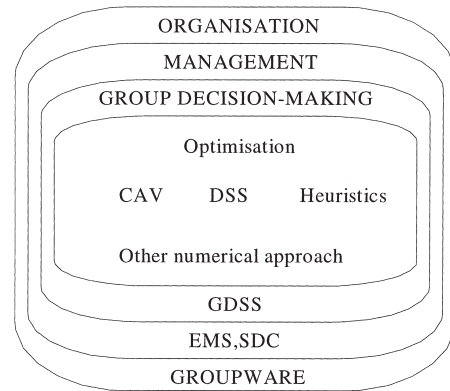 ORGANISATION
MANAGEMENT
GROUP DECISION-MAKING
Optimisation
CAV DSS Heuristics
Other numerical approach
GDSS
EMS,SDC
GROUPWARE